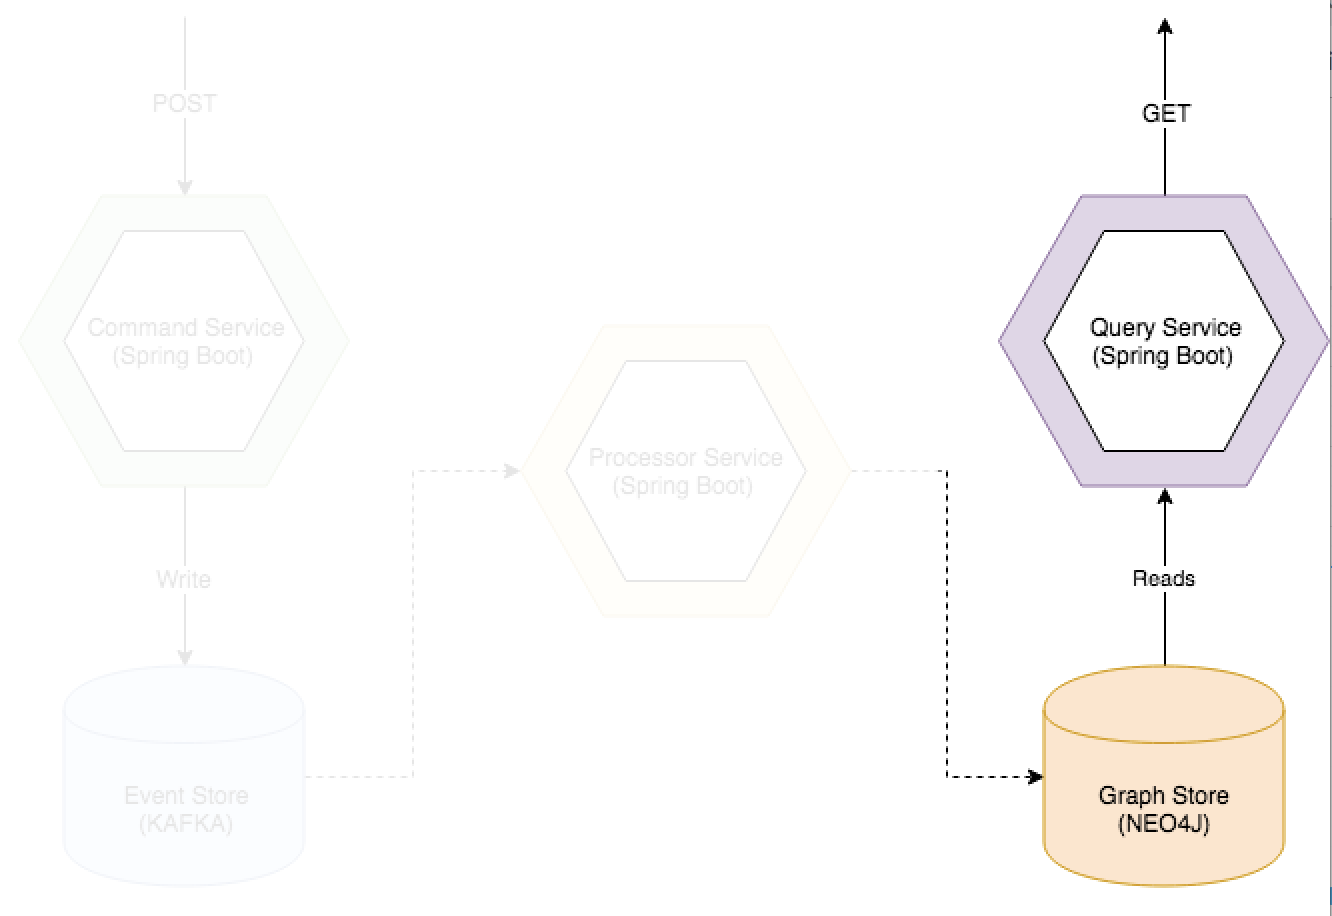 POST
GET
Command Service
(Spring Boot)
Query Service
(Spring Boot)
Processor Service
(Spring Boot)
Write
Reads
Event Store
(KAFKA)
Graph Store
(NEO4J)